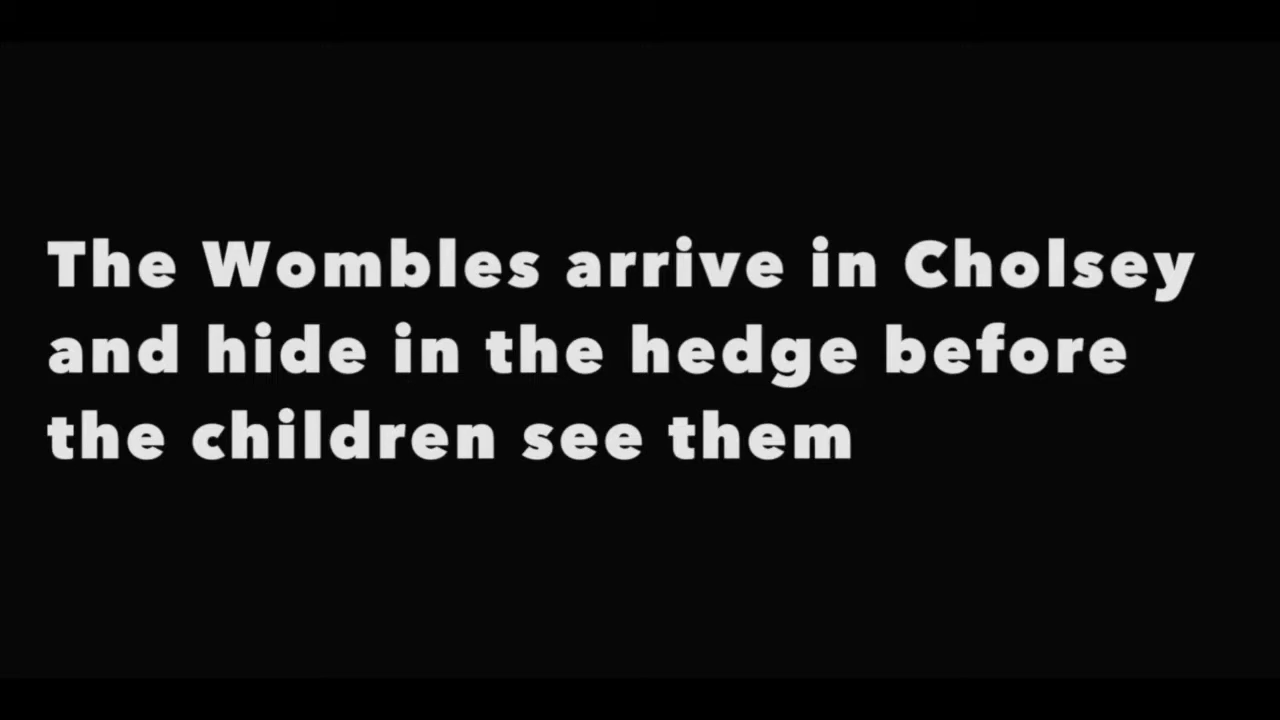 The Wombles arrive in Cholsey
and hide in the hedge before
the children see them